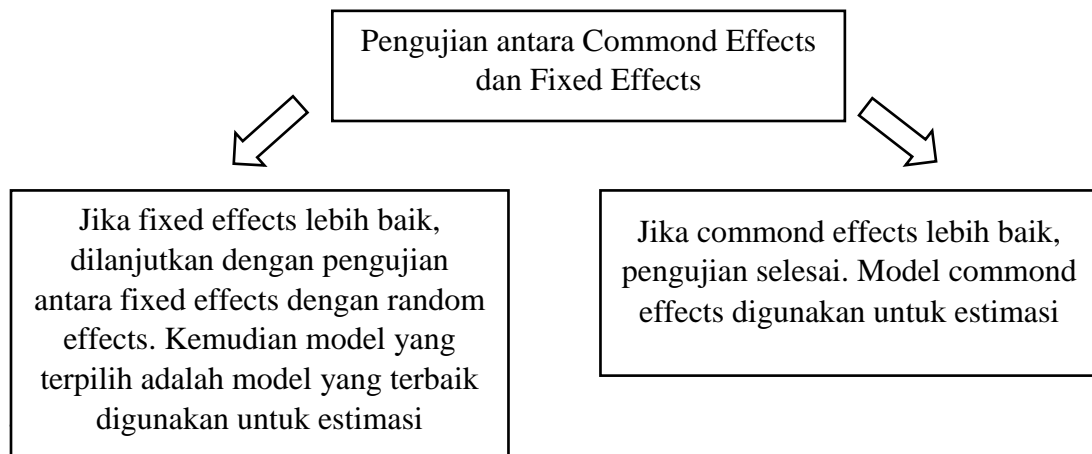 Pengujian antara Commond Effects
dan Fixed Effects
Jika fixed effects lebih baik,
dilanjutkan dengan pengujian
antara fixed effects dengan random
effects. Kemudian model yang
terpilih adalah model yang terbaik
digunakan untuk estimasi
Jika commond effects lebih baik,
pengujian selesai. Model commond
effects digunakan untuk estimasi